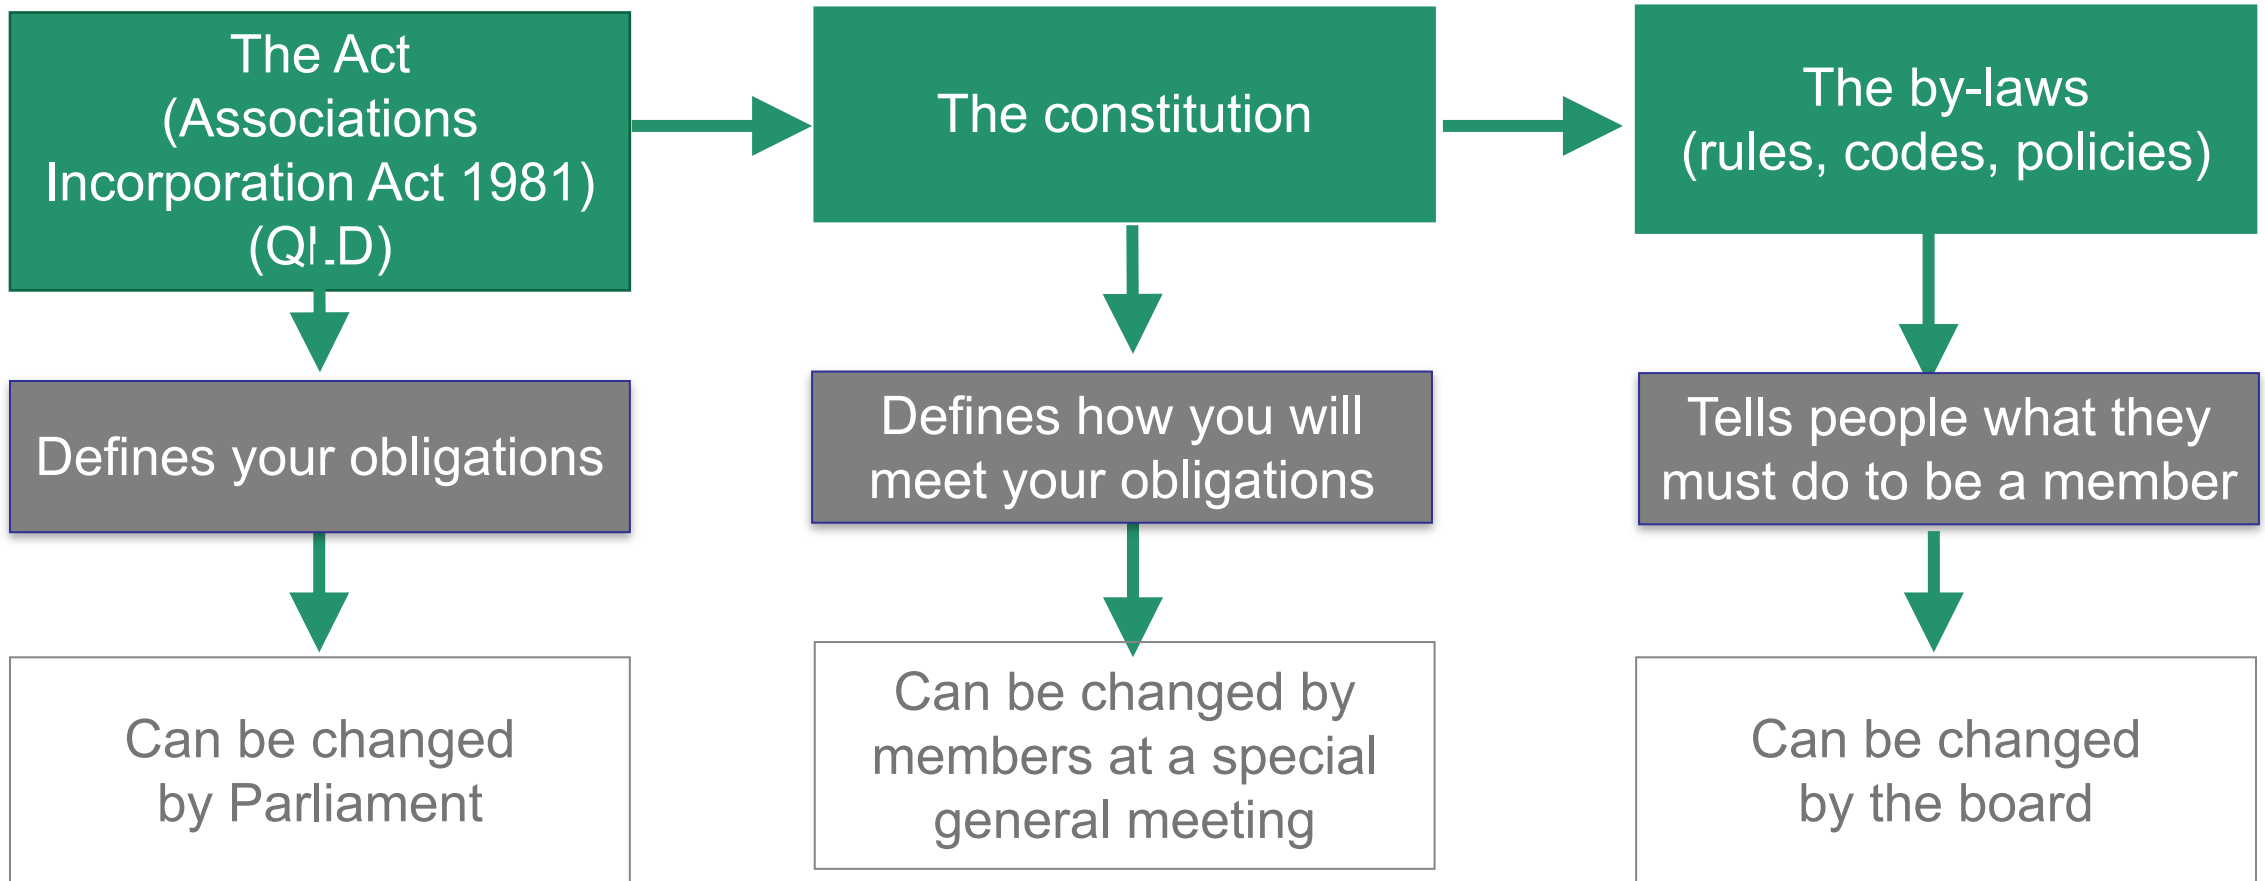 The Act
(Associations
Incorporation Act 1981)
(QLD)
The constitution
The by-laws
(rules, codes, policies)
Defines your obligations
Defines how you will
meet your obligations
Tells people what they
must do to be a member
Can be changed
by Parliament
Can be changed by
members at a special
general meeting
Can be changed
by the board